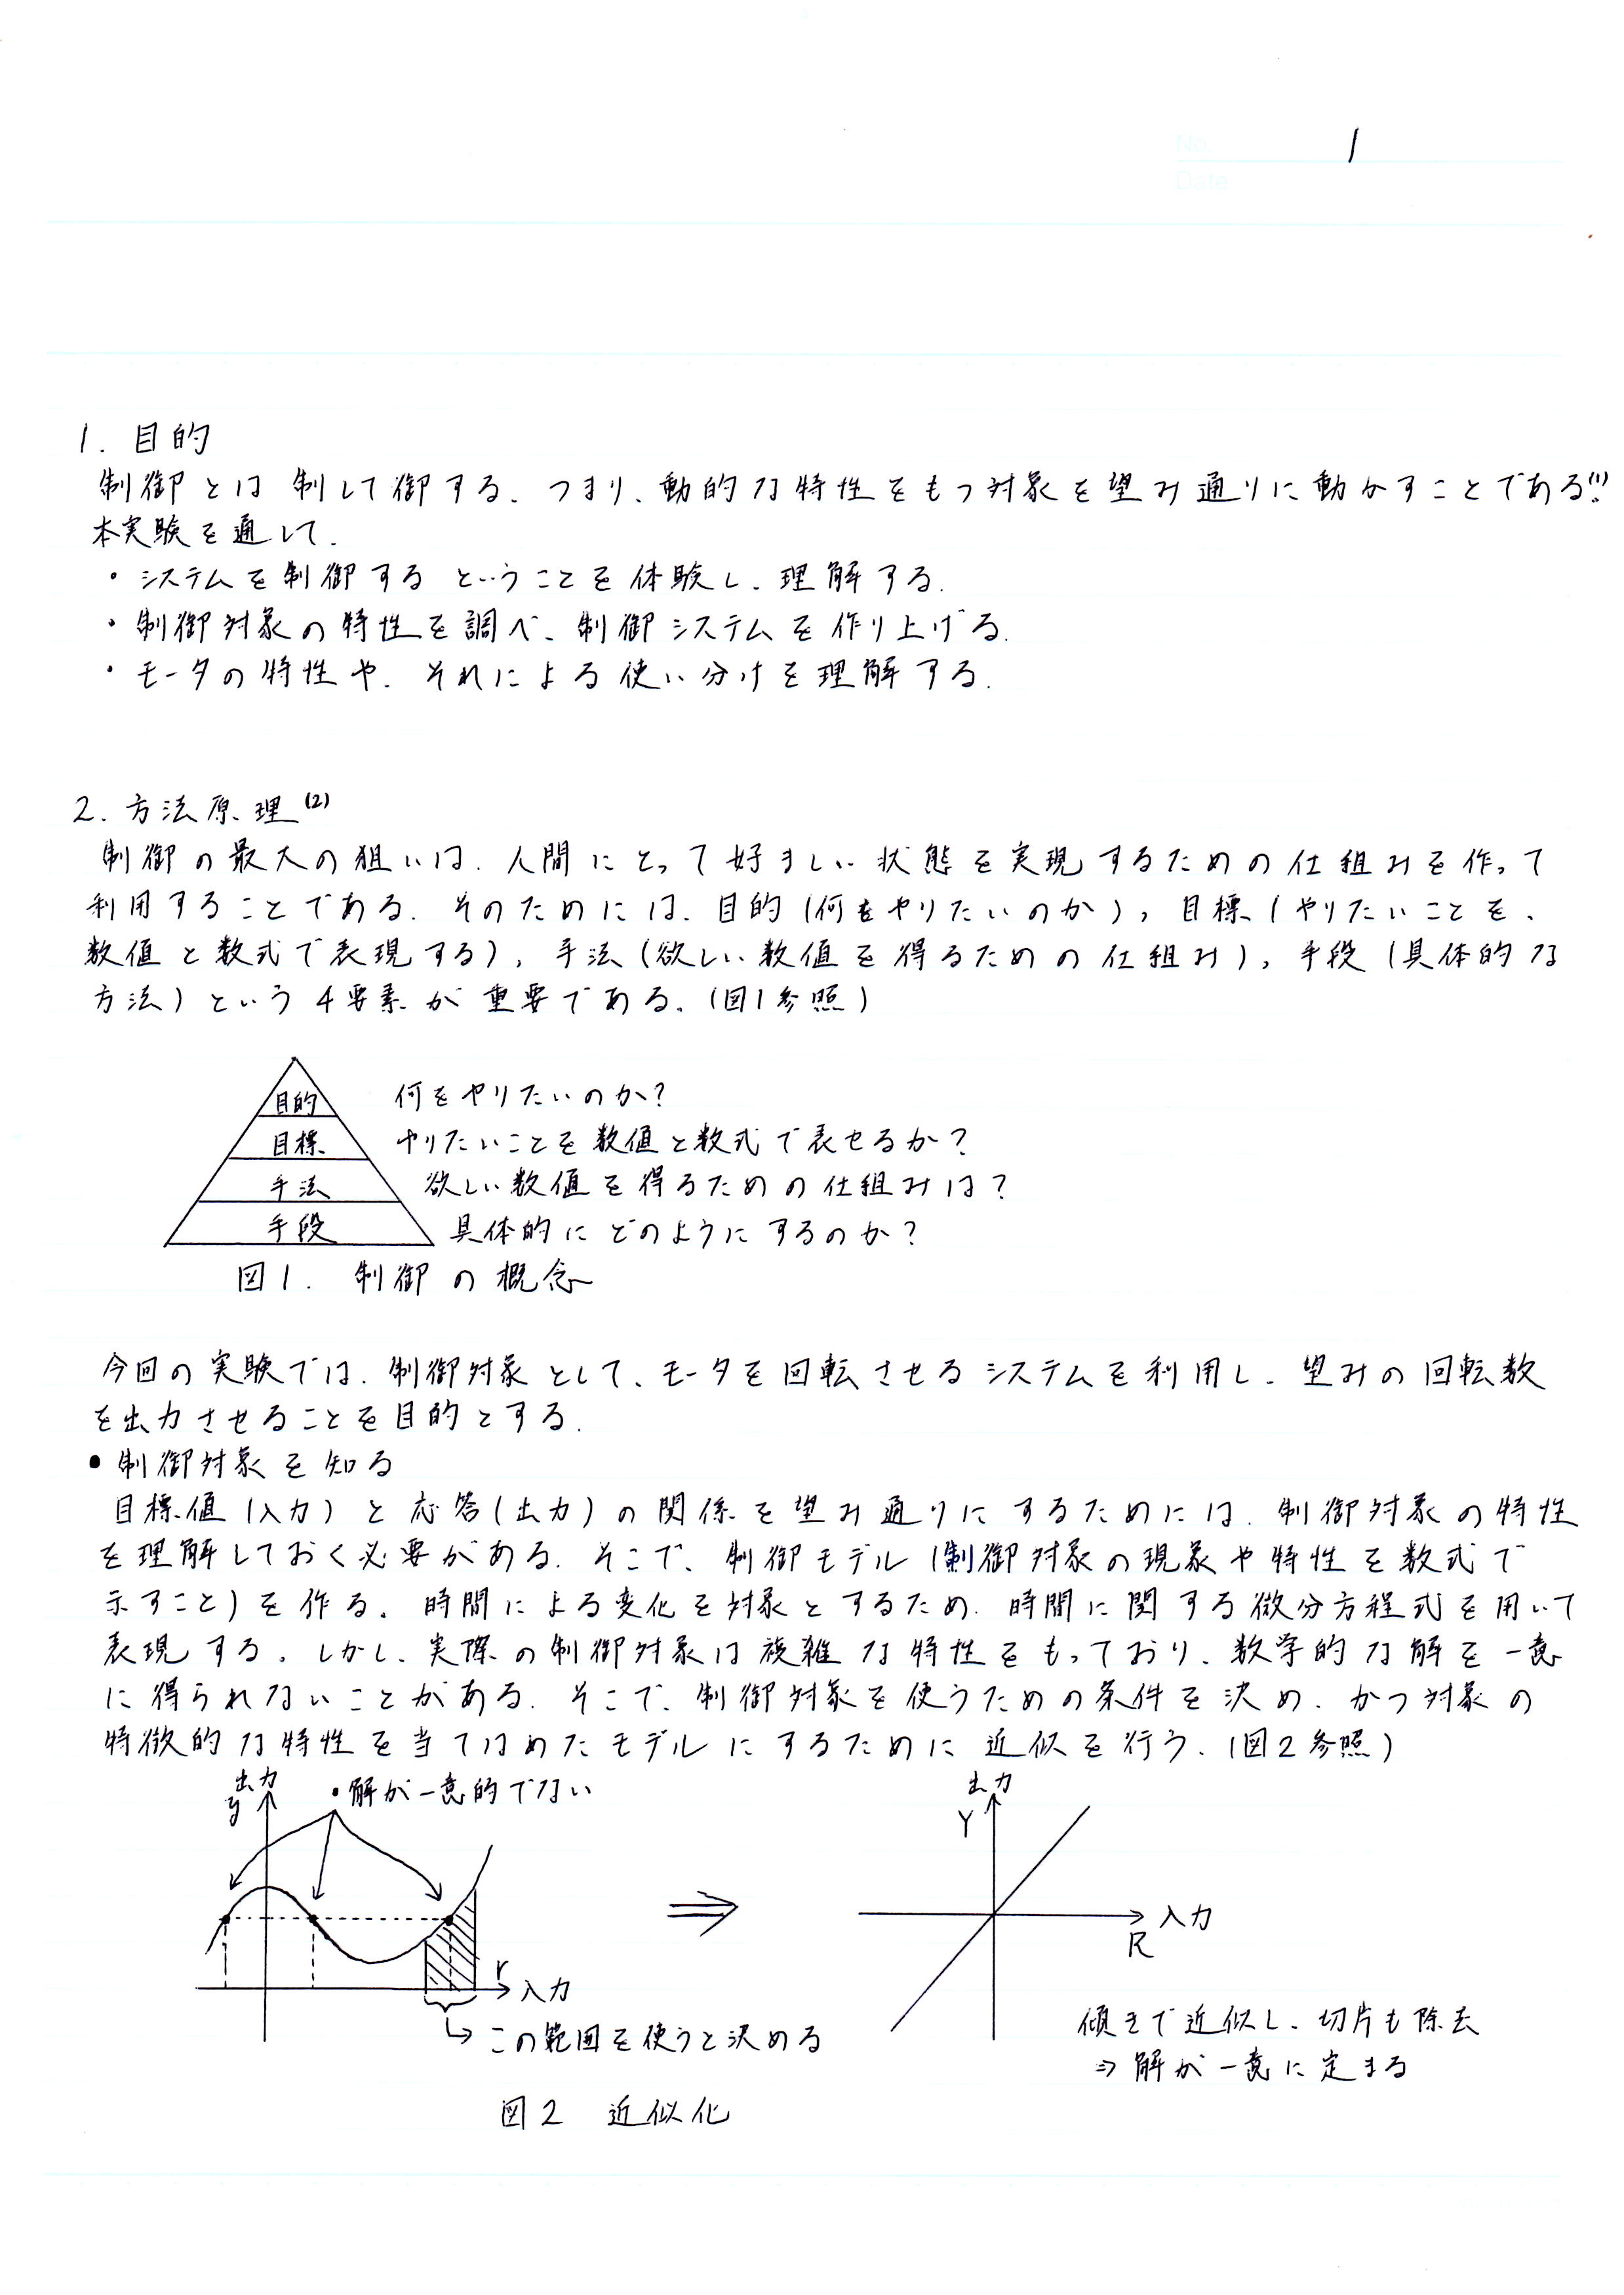 No.
1
Date
1. 目的
制御とは制して御する、つまり、動的な特性をもつ対象を望み通りに動かすことである(1)。
本実験を通して、
・システムを制御するということを体験し、理解する。
・制御対象の特性を調べ、制御システムを作り上げる。
・モータの特性や、それによる使い分けを理解する。
2. 方法原理(2)
制御の最大の狙いは、人間にとって好ましい状態を実現するための仕組みを作って
利用することである。そのためには、目的(何をやりたいのか), 目標(やりたいことを、
数値と数式で表現する), 手法(欲しい数値を得るための仕組み), 手段(具体的な
方法)という4要素が重要である。(図1参照)
目的 何をやりたいのか?
目標 やりたいことを数値と数式で表せるか?
手法 欲しい数値を得るための仕組みは?
手段 具体的にどのようにするのか?
図1. 制御の概念
今回の実験では、制御対象として、モータを回転させるシステムを利用し、望みの回転数
を出力させることを目的とする。
• 制御対象を知る
目標値(入力)と応答(出力)の関係を望み通りにするためには、制御対象の特性
を理解しておく必要がある。そこで、制御モデル(制御対象の現象や特性を数式で
示すこと)を作る。時間による変化を対象とするため、時間に関する微分方程式を用いて
表現する。しかし、実際の制御対象は複雑な特性をもっており、数学的な解を一意
に得られないことがある。そこで、制御対象を使うための条件を決め、かつ対象の
特徴的な特性を当てはめたモデルにするために近似を行う。(図2参照)
出力
y
・解が一意的でない
r
入力
この範囲を使うと決める
⇒
出力
Y
入力
R
傾きで近似し、切片も除去
⇒ 解が一意に定まる
図2 近似化